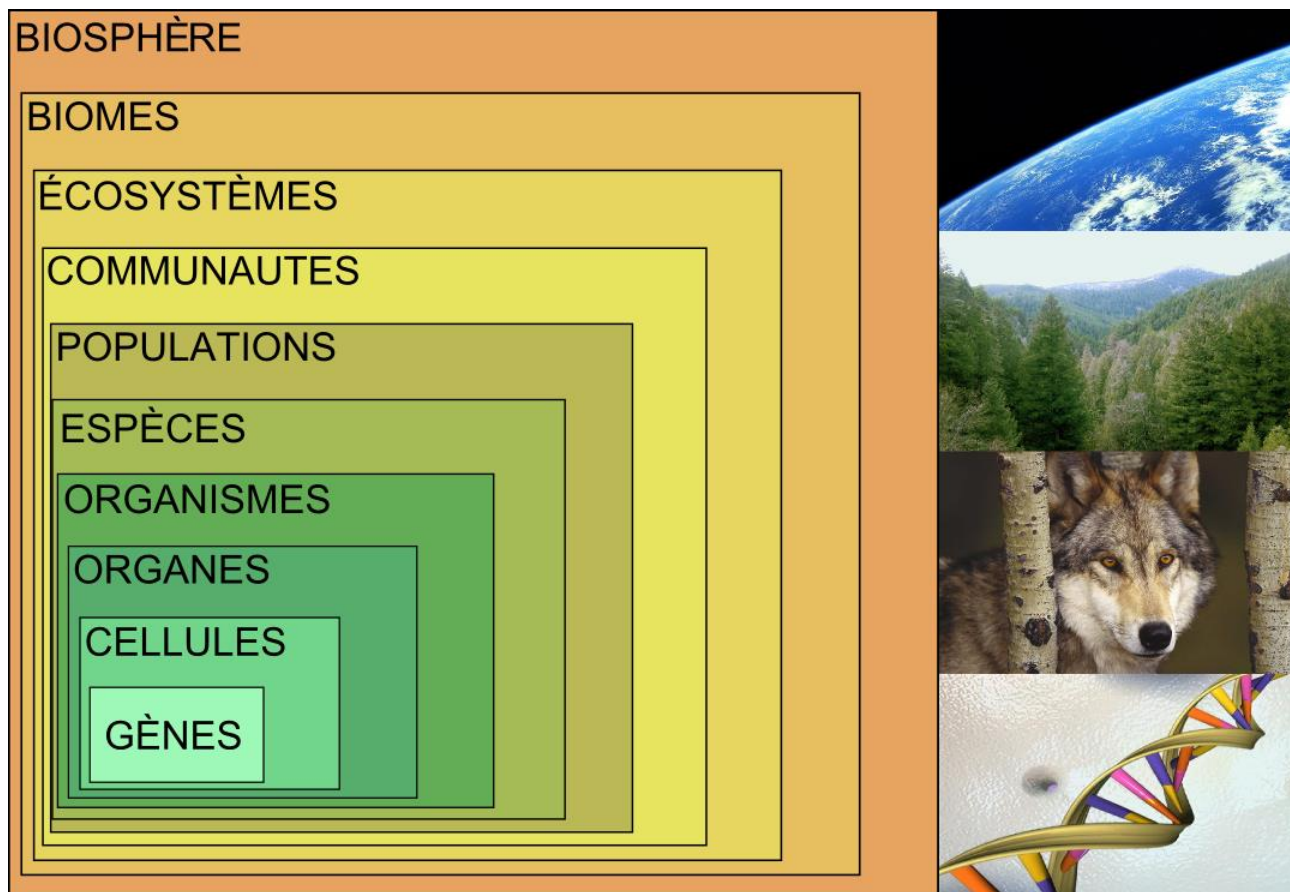 BIOSPHÈRE
BIOMES
ÉCOSYSTÈMES
COMMUNAUTES
POPULATIONS
ESPÈCES
ORGANISMES
ORGANES
CELLULES
GÈNES